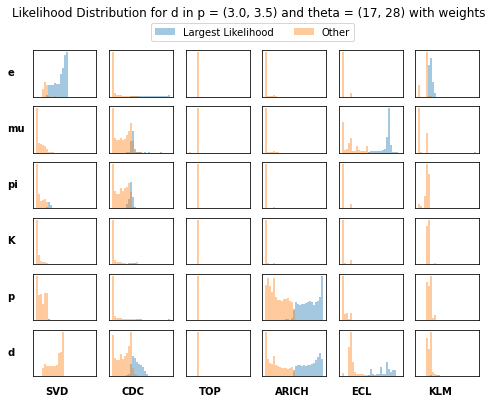 Likelihood Distribution for d in p = (3.0, 3.5) and theta = (17, 28) with weights
Largest Likelihood Other
e
mu
pi
K
p
d
SVD CDC TOP ARICH ECL KLM